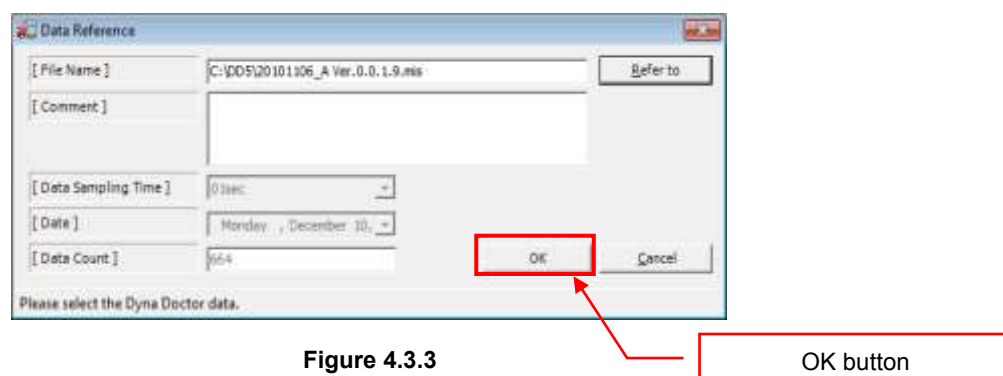 Data Reference
[ File Name ] C:\DD5\20101106_A Ver.0.0.1.9.mis Refer to
[ Comment ]
[ Data Sampling Time ] 0.1sec
[ Date ] Monday , December 10,
[ Data Count ] 664 OK Cancel
Please select the Dyna Doctor data.
Figure 4.3.3
OK button